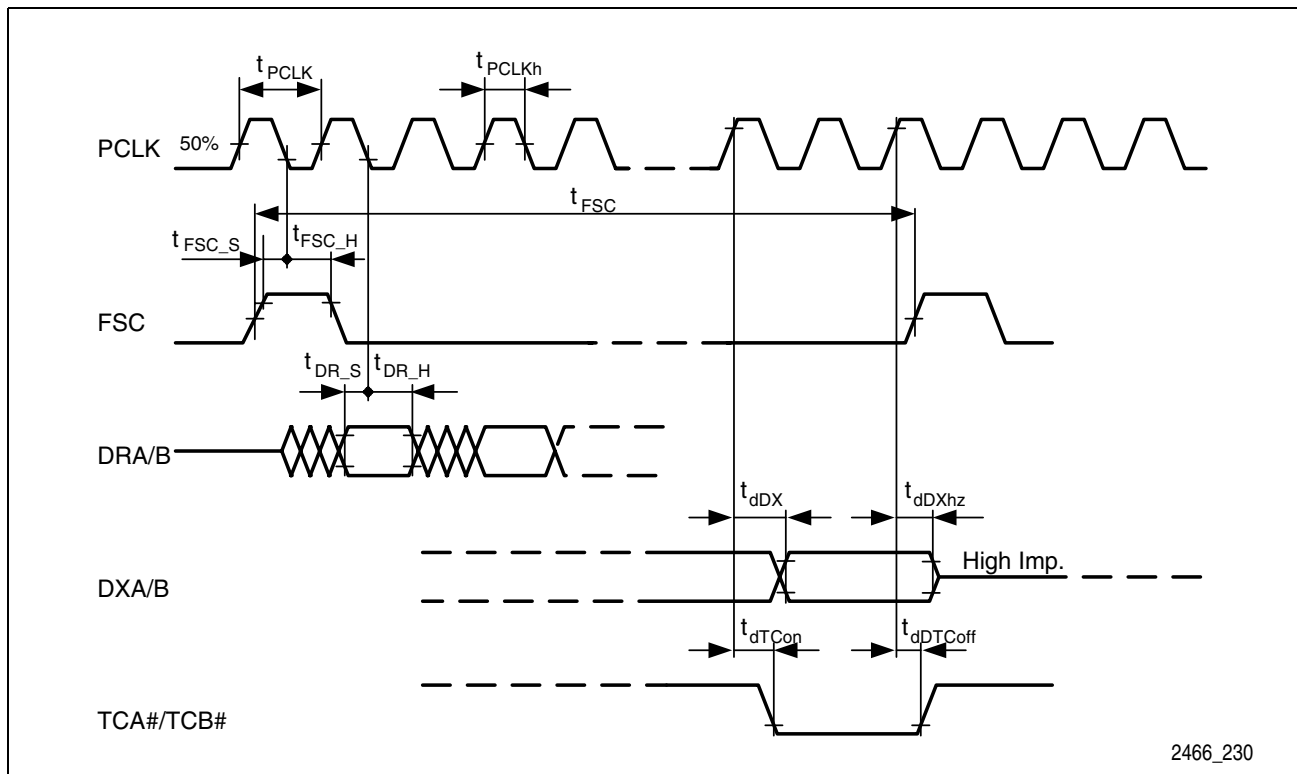 t PCLK
t PCLKh
PCLK 50%
t FSC
t FSC_S t FSC_H
FSC
t DR_S t DR_H
DRA/B
t dDX t dDXhz
High Imp.
DXA/B
t dTCon t dDTCoff
TCA#/TCB#
2466_230